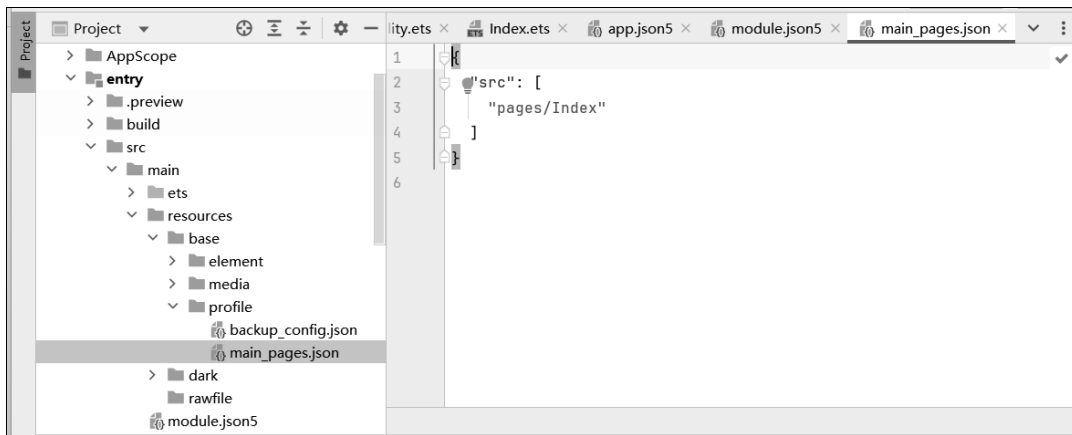 Project
Project
lity.ets
Index.ets
app.json5
module.json5
main_pages.json
AppScope
entry
.preview
build
src
main
ets
resources
base
element
media
profile
backup_config.json
main_pages.json
dark
rawfile
module.json5
1 {
2 "src": [
3 "pages/Index"
4 ]
5 }
6